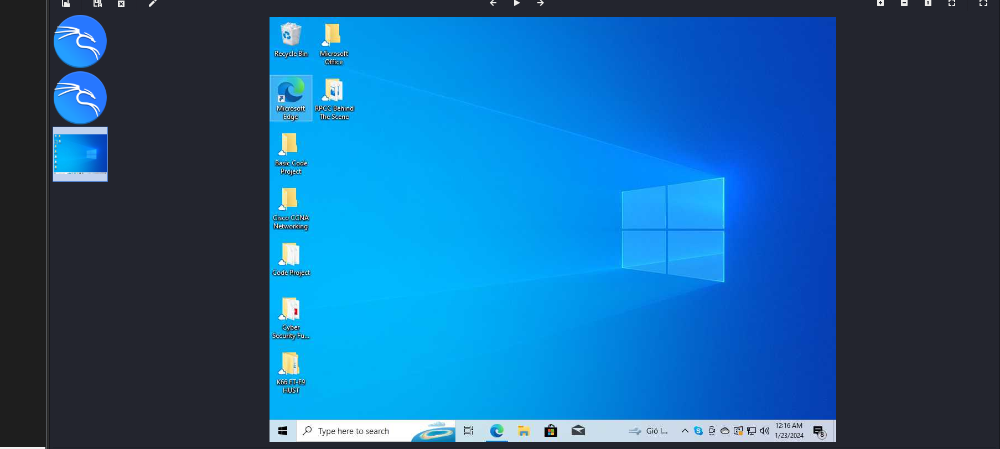 Recycle Bin
Microsoft
Office
Microsoft
Edge
RPCC Behind
The Scene
Basic Code
Project
Cisco CCNA
Networking
Code Project
Cyber
Security Fu...
K66 ET-E9
HUST
Type here to search
Gió l...
12:16 AM
1/23/2024
8